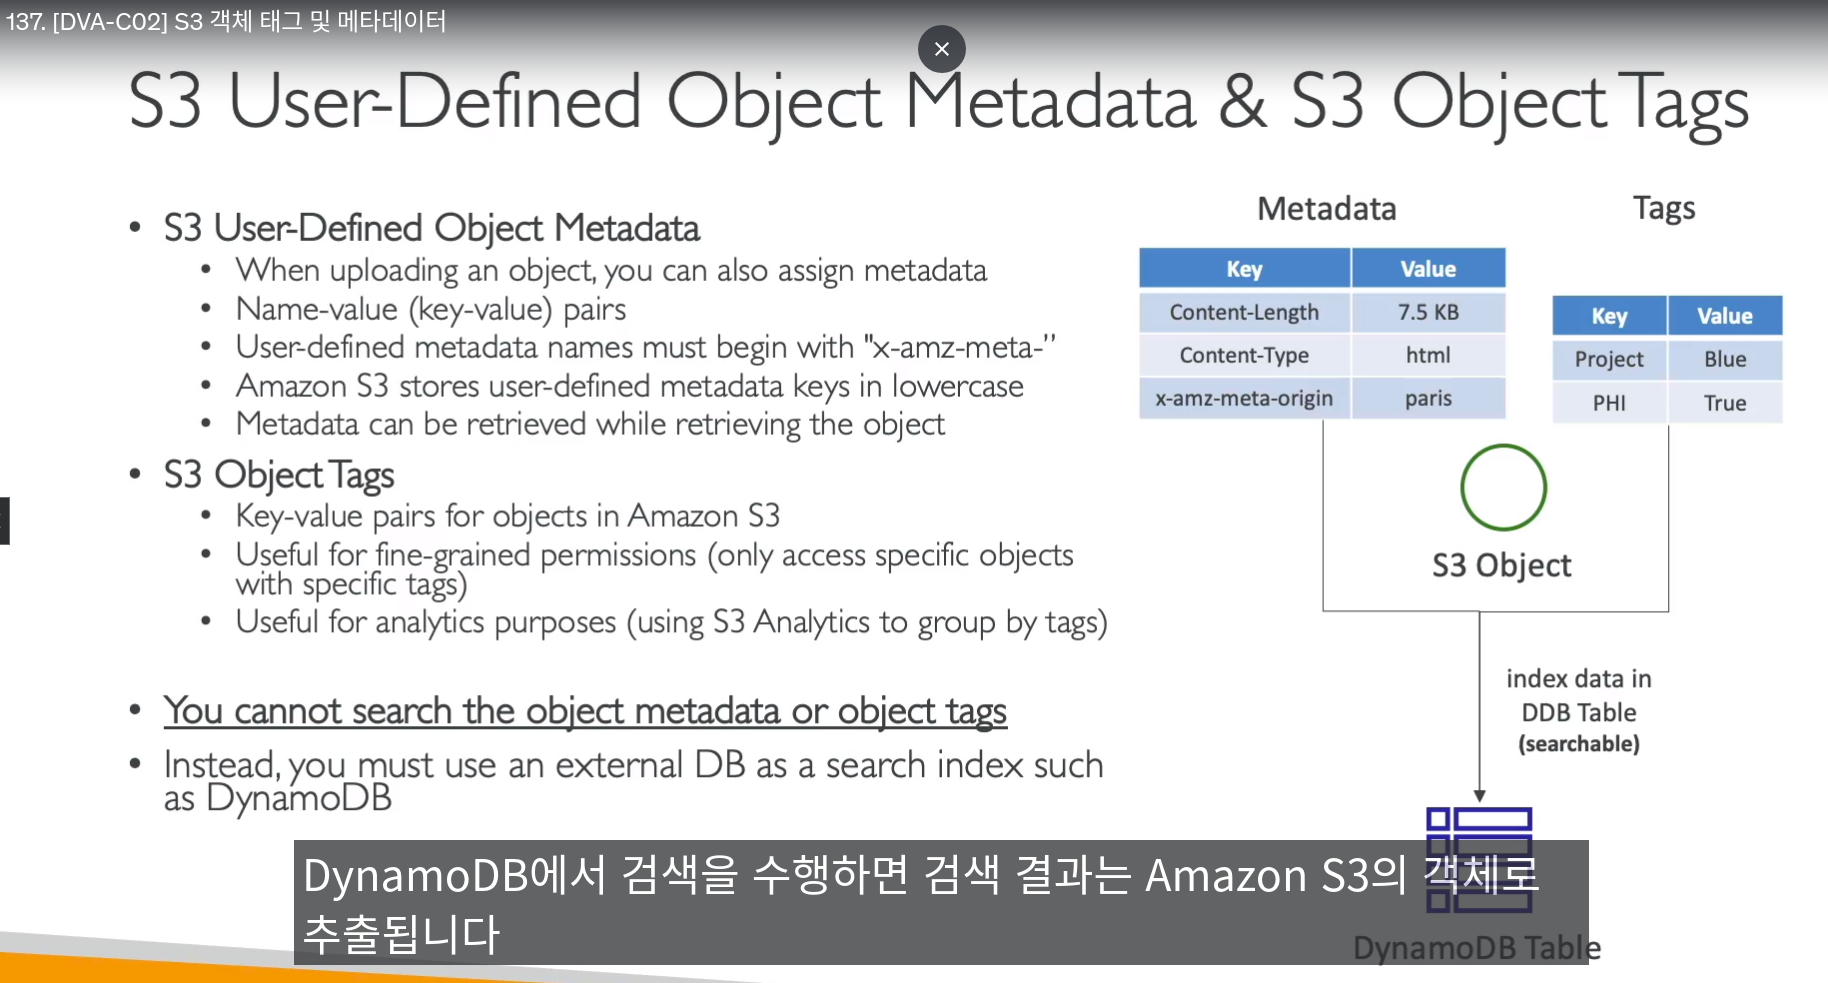 137. [DVA-C02] S3 객체 태그 및 메타데이터
S3 User-Defined Object Metadata & S3 Object Tags
• S3 User-Defined Object Metadata
• When uploading an object, you can also assign metadata
• Name-value (key-value) pairs
• User-defined metadata names must begin with "x-amz-meta-”
• Amazon S3 stores user-defined metadata keys in lowercase
• Metadata can be retrieved while retrieving the object
• S3 Object Tags
• Key-value pairs for objects in Amazon S3
• Useful for fine-grained permissions (only access specific objects
with specific tags)
• Useful for analytics purposes (using S3 Analytics to group by tags)
• You cannot search the object metadata or object tags
• Instead, you must use an external DB as a search index such
as DynamoDB
Metadata
Key Value
Content-Length 7.5 KB
Content-Type html
x-amz-meta-origin paris
Tags
Key Value
Project Blue
PHI True
S3 Object
index data in
DDB Table
(searchable)
DynamoDB Table
DynamoDB에서 검색을 수행하면 검색 결과는 Amazon S3의 객체로
추출됩니다